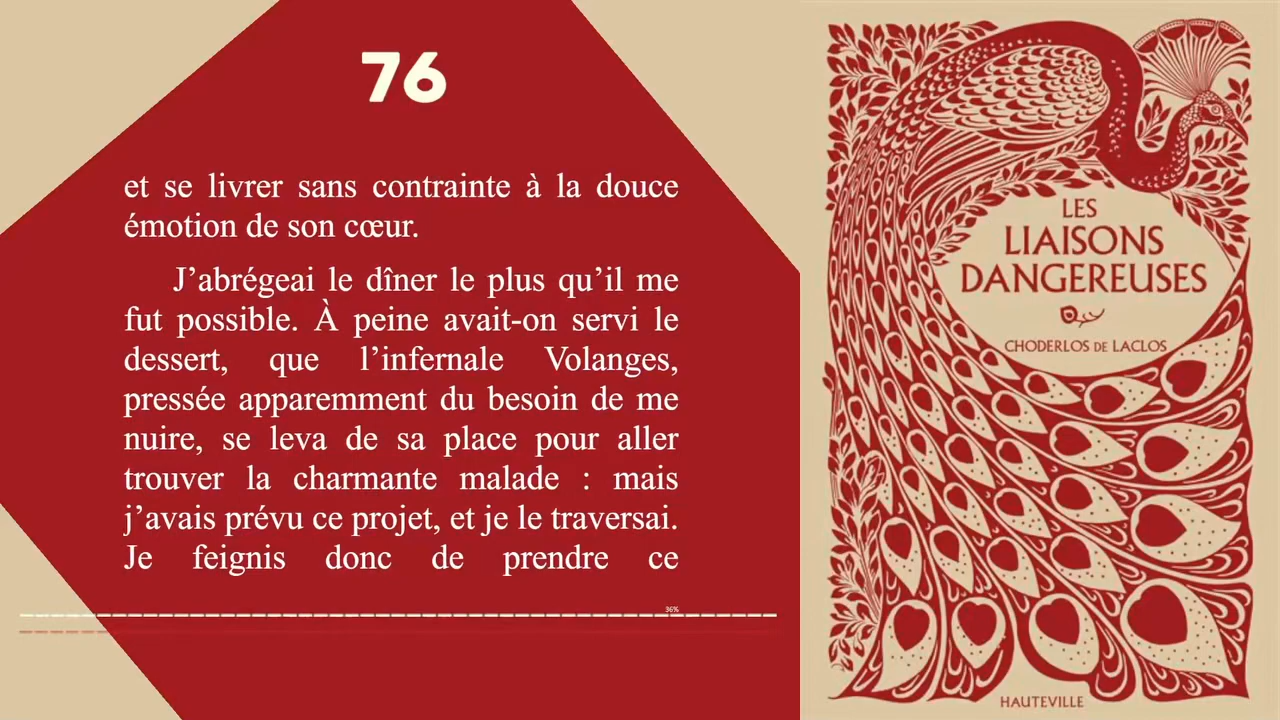 76
et se livrer sans contrainte à la douce
émotion de son cœur.
J’abrégeai le dîner le plus qu’il me
fut possible. À peine avait-on servi le
dessert, que l’infernale Volanges,
pressée apparemment du besoin de me
nuire, se leva de sa place pour aller
trouver la charmante malade : mais
j’avais prévu ce projet, et je le traversai.
Je feignis donc de prendre ce
36%
LES
LIAISONS
DANGEREUSES
CHODERLOS DE LACLOS
HAUTEVILLE